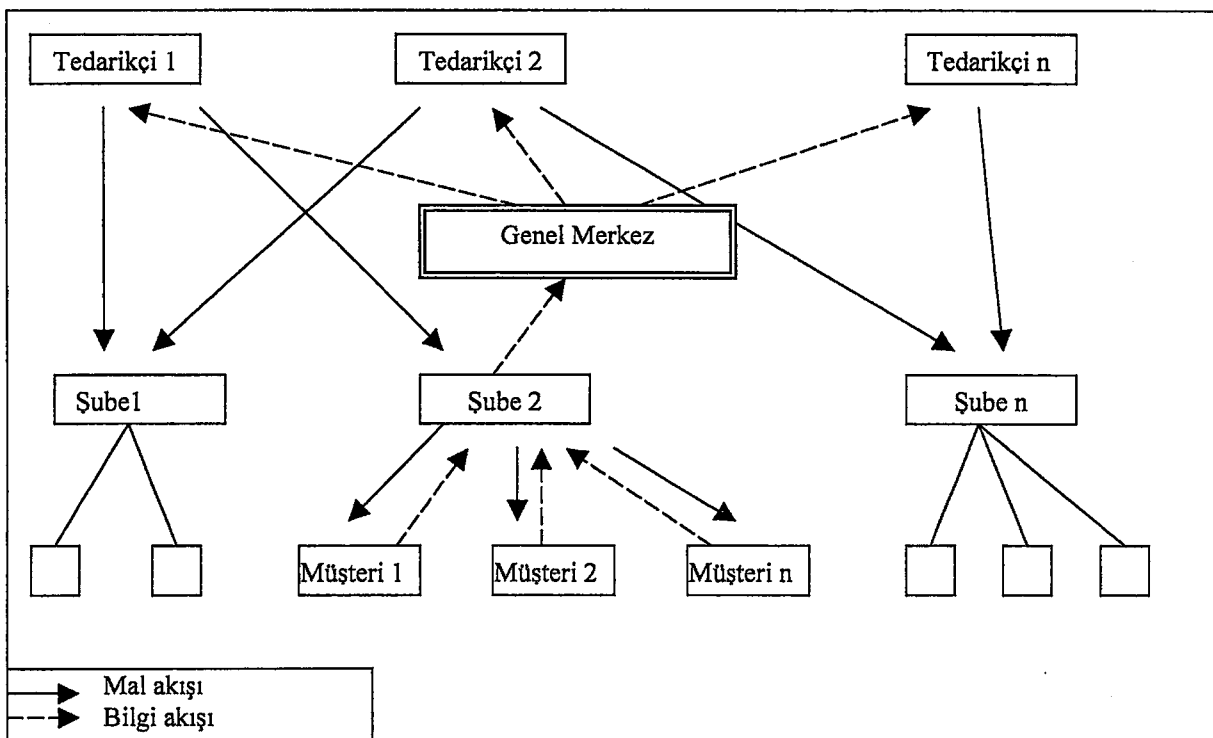 Tedarikçi 1
Tedarikçi 2
Tedarikçi n
Genel Merkez
Şube1
Şube 2
Şube n
Müşteri 1
Müşteri 2
Müşteri n
Mal akışı
Bilgi akışı